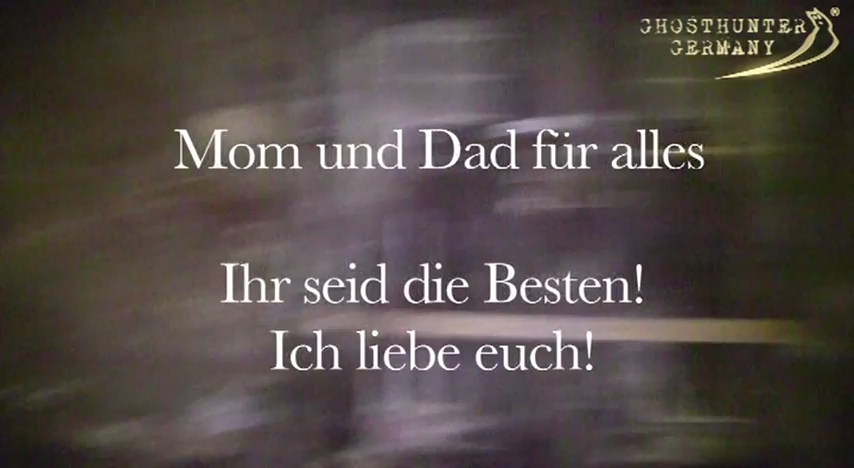 GHOSTHUNTER
GERMANY
®
Mom und Dad für alles
Ihr seid die Besten!
Ich liebe euch!